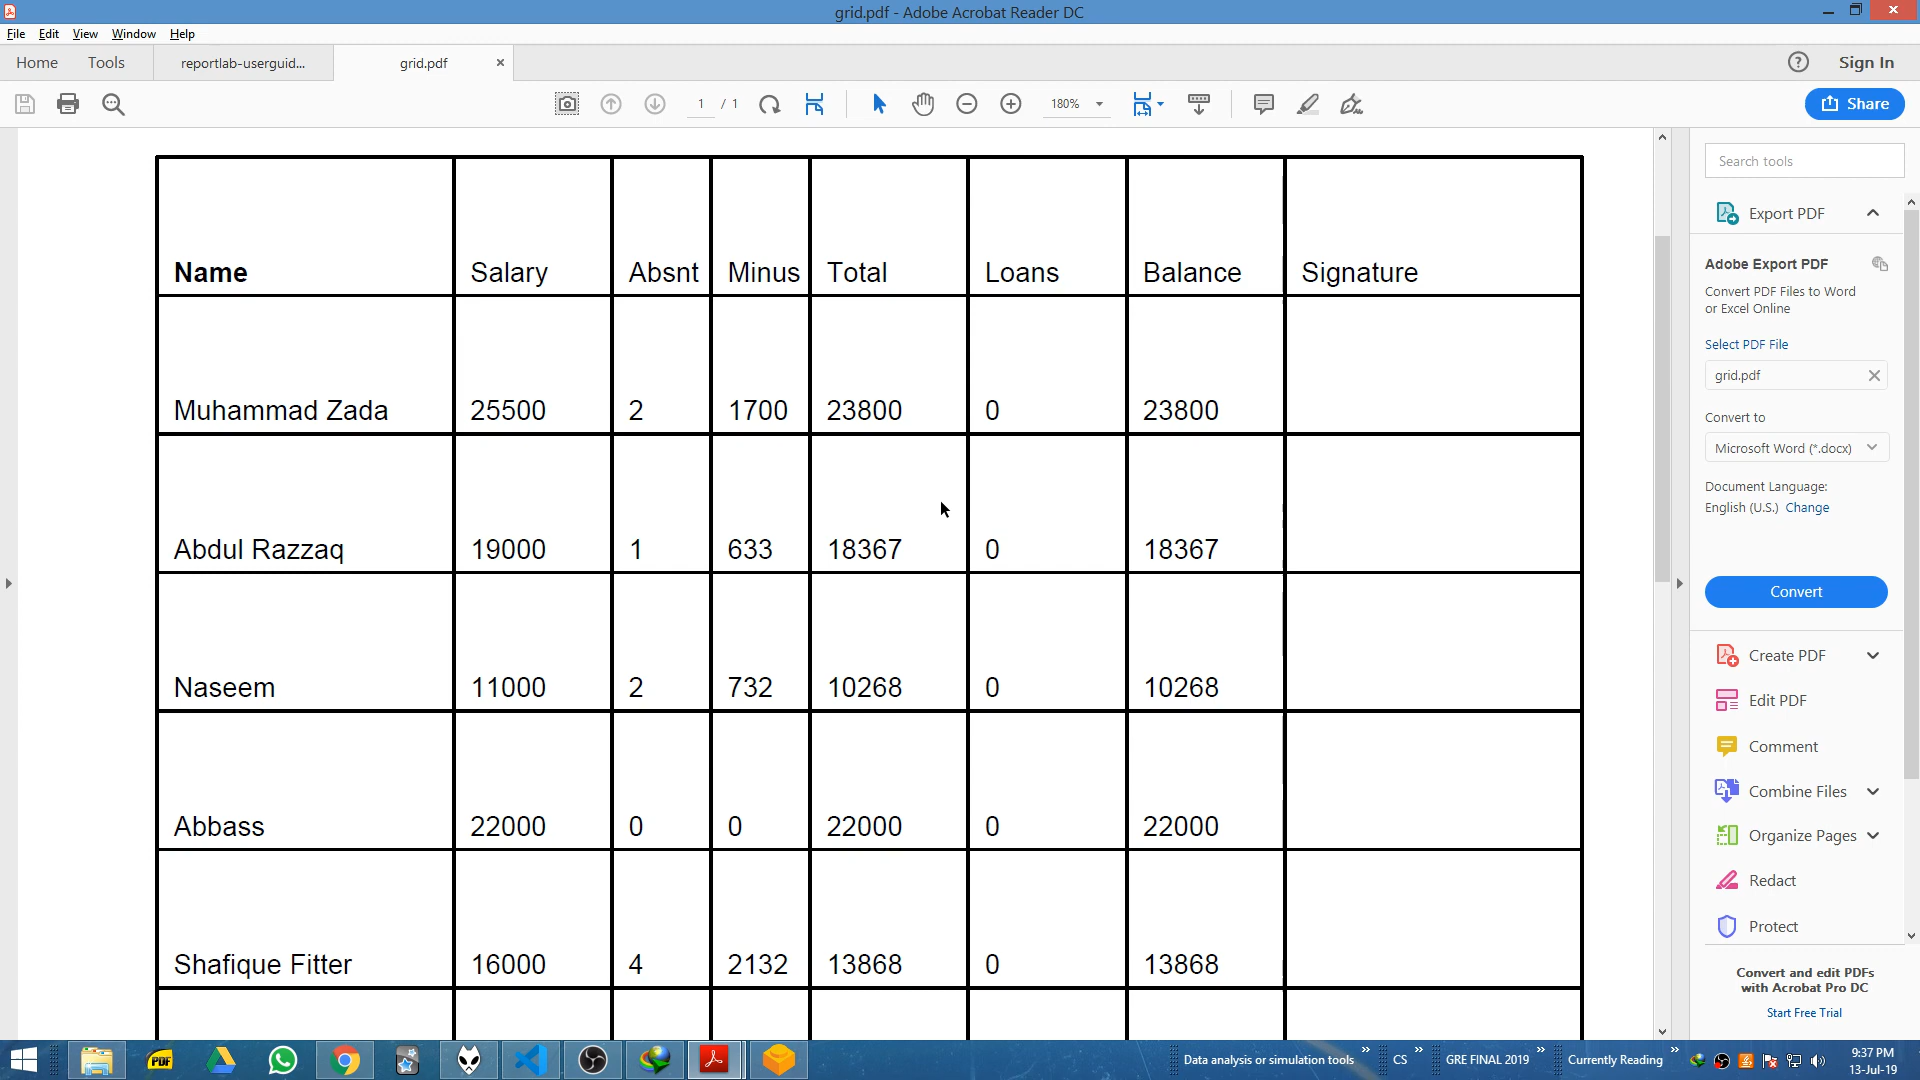 grid.pdf - Adobe Acrobat Reader DC
File Edit View Window Help
Home Tools reportlab-userguid... grid.pdf × Sign In
1 / 1 180% Share
Name Salary Absnt Minus Total Loans Balance Signature
Muhammad Zada 25500 2 1700 23800 0 23800
Abdul Razzaq 19000 1 633 18367 0 18367
Naseem 11000 2 732 10268 0 10268
Abbass 22000 0 0 22000 0 22000
Shafique Fitter 16000 4 2132 13868 0 13868
Search tools
Export PDF
Adobe Export PDF
Convert PDF Files to Word
or Excel Online
Select PDF File
grid.pdf
Convert to
Microsoft Word (*.docx)
Document Language:
English (U.S.) Change
Convert
Create PDF
Edit PDF
Comment
Combine Files
Organize Pages
Redact
Protect
Convert and edit PDFs
with Acrobat Pro DC
Start Free Trial
PDF Data analysis or simulation tools » CS » GRE FINAL 2019 » Currently Reading » 9:37 PM
13-Jul-19